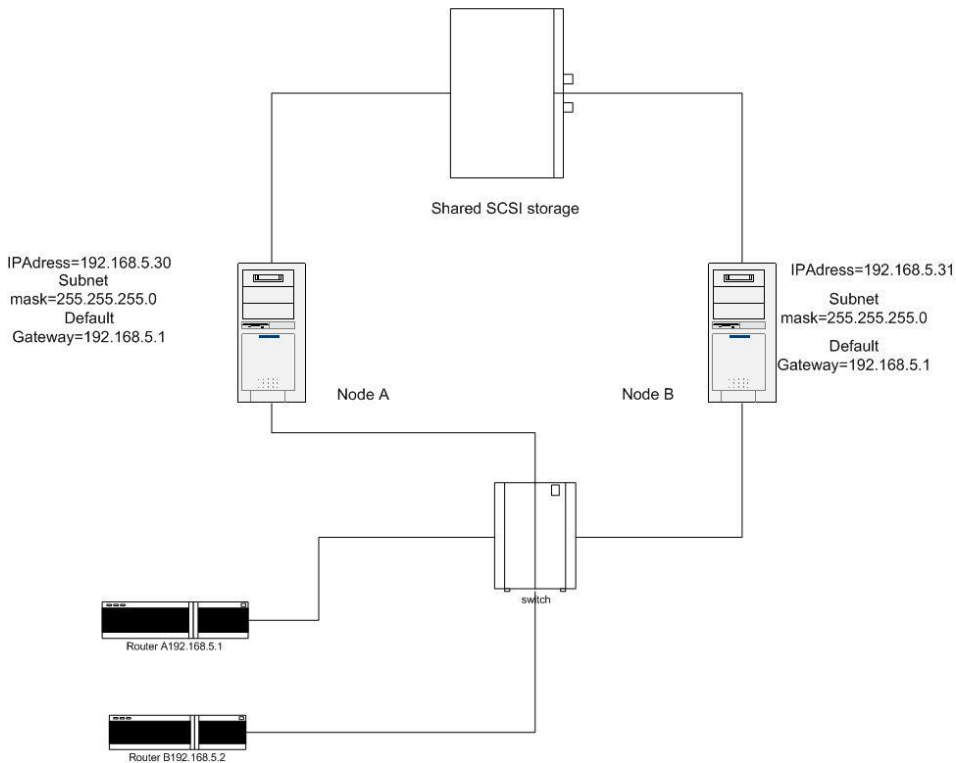 Shared SCSI storage
IPAdress=192.168.5.30
Subnet
mask=255.255.255.0
Default
Gateway=192.168.5.1
IPAdress=192.168.5.31
Subnet
mask=255.255.255.0
Default
Gateway=192.168.5.1
Node A
Node B
switch
Router A192.168.5.1
Router B192.168.5.2